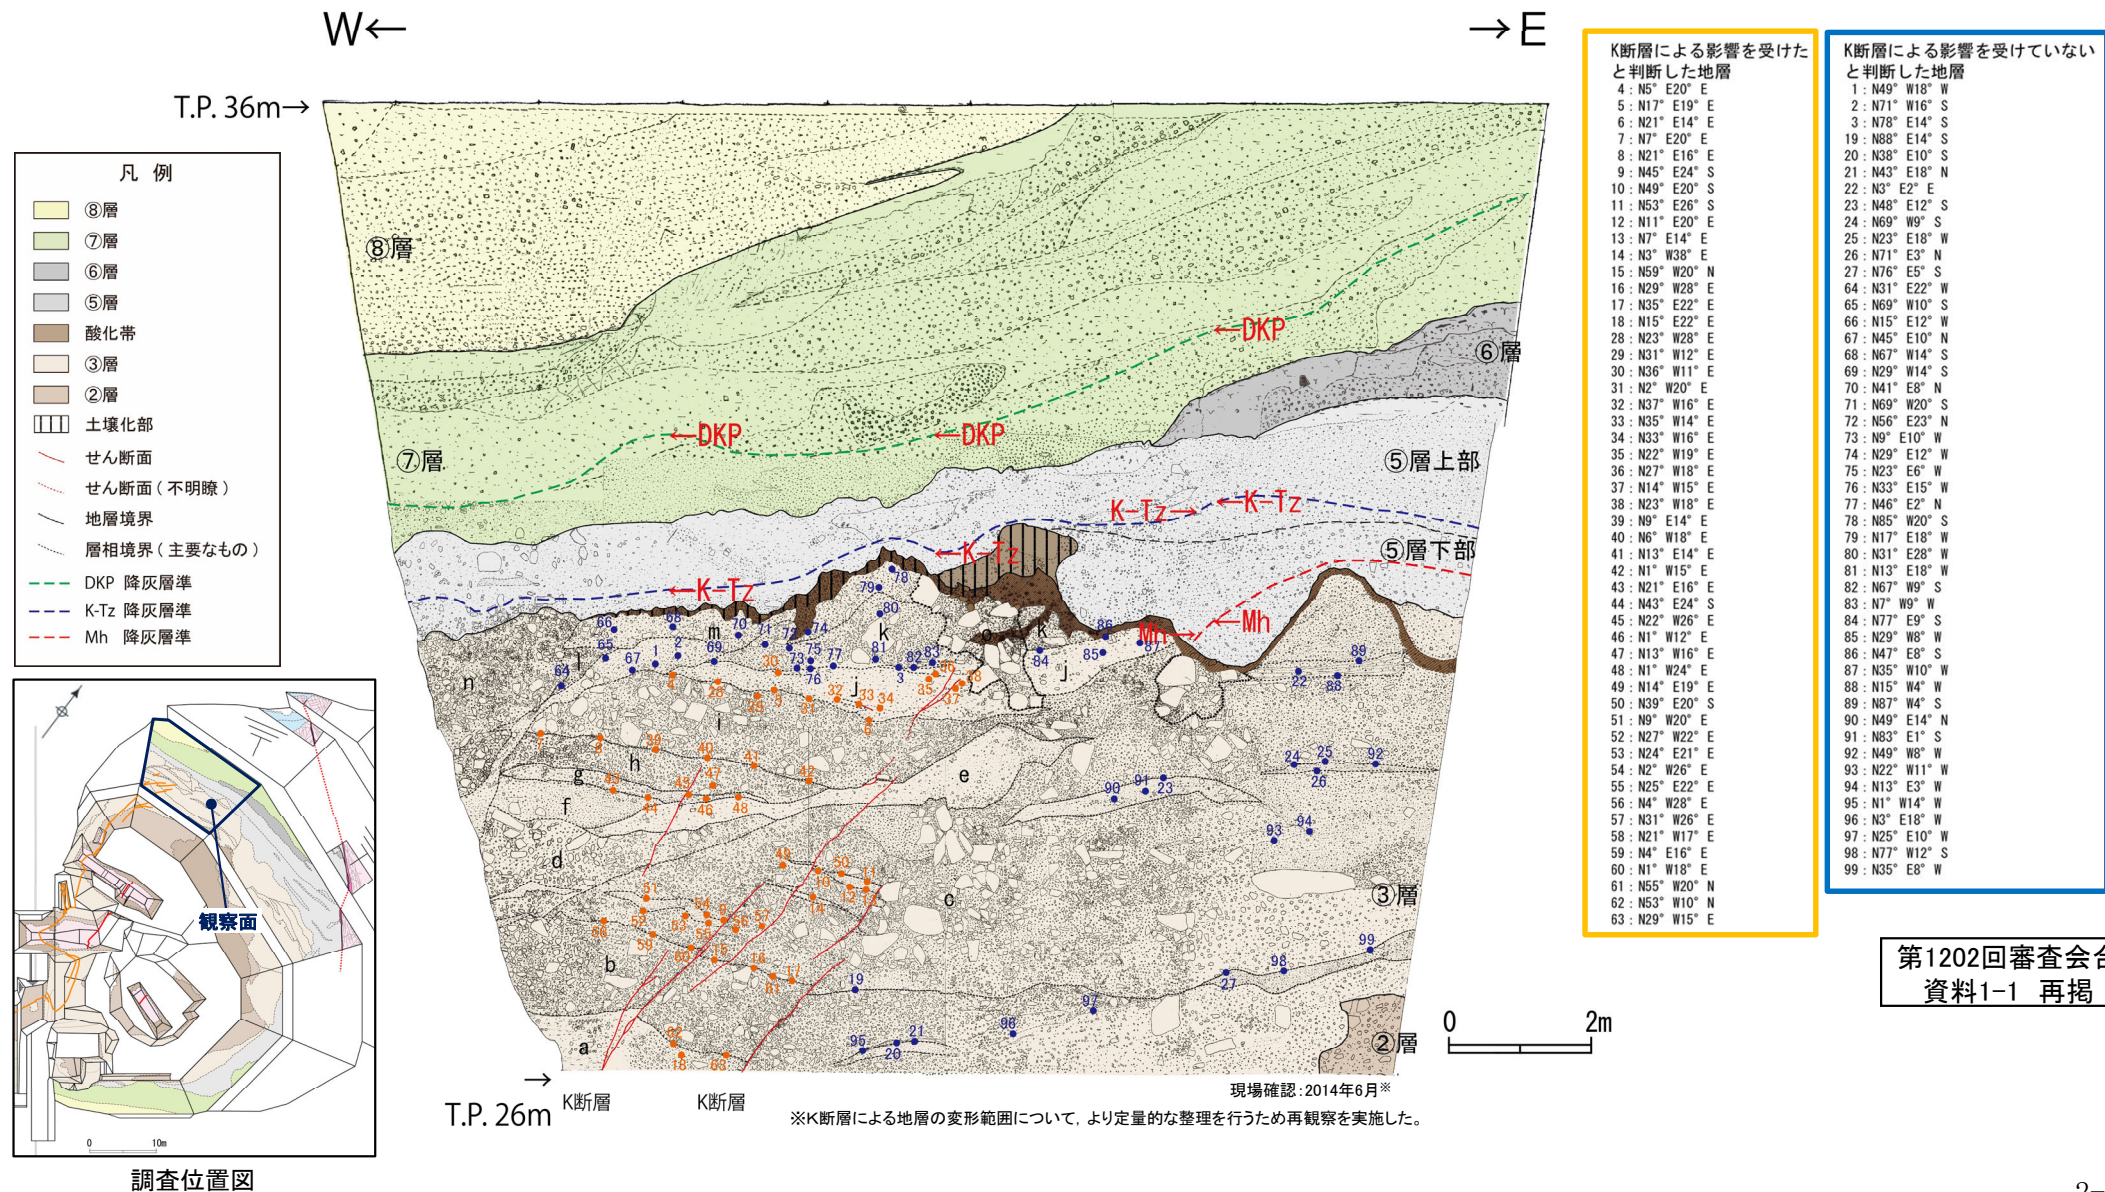 W←
→E
T.P. 36m→
凡 例
⑧層
⑦層
⑥層
⑤層
酸化帯
③層
②層
土壌化部
せん断面
せん断面（不明瞭）
地層境界
層相境界（主要なもの）
DKP 降灰層準
K-Tz 降灰層準
Mh 降灰層準
⑧層
⑦層
←DKP
←DKP
←DKP
⑥層
⑤層上部
K-Tz→
←K-Tz
←K-Tz
←K-Tz
⑤層下部
Mh→
←Mh
③層
②層
n
l
m
k
o
k
j
j
i
h
g
f
e
d
c
b
a
→
T.P. 26m
K断層
K断層
0
2m
現場確認：2014年6月※
※K断層による地層の変形範囲について，より定量的な整理を行うため再観察を実施した。
観察面
0
10m
調査位置図
K断層による影響を受けた
と判断した地層
4：N5° E20° E
5：N17° E19° E
6：N21° E14° E
7：N7° E20° E
8：N21° E16° E
9：N45° E24° S
10：N49° E20° S
11：N53° E26° S
12：N11° E20° E
13：N7° E14° E
14：N3° W38° E
15：N59° W20° N
16：N29° W28° E
17：N35° E22° E
18：N15° E22° E
28：N23° W28° E
29：N31° W12° E
30：N36° W11° E
31：N2° W20° E
32：N37° W16° E
33：N35° W14° E
34：N33° W16° E
35：N22° W19° E
36：N27° W18° E
37：N14° W15° E
38：N23° W18° E
39：N9° E14° E
40：N6° W18° E
41：N13° E14° E
42：N1° W15° E
43：N21° E16° E
44：N43° E24° S
45：N22° W26° E
46：N1° W12° E
47：N13° W16° E
48：N1° W24° E
49：N14° E19° E
50：N39° E20° S
51：N9° W20° E
52：N27° W22° E
53：N24° E21° E
54：N2° W26° E
55：N25° E22° E
56：N4° W28° E
57：N31° W26° E
58：N21° W17° E
59：N4° E16° E
60：N1° W18° E
61：N55° W20° N
62：N53° W10° N
63：N29° W15° E
K断層による影響を受けていない
と判断した地層
1：N49° W18° W
2：N71° W16° S
3：N78° E14° S
19：N88° E14° S
20：N38° E10° S
21：N43° E18° N
22：N3° E2° E
23：N48° E12° S
24：N69° W9° S
25：N23° E18° W
26：N71° E3° N
27：N76° E5° S
64：N31° E22° W
65：N69° W10° S
66：N15° E12° W
67：N45° E10° N
68：N67° W14° S
69：N29° W14° S
70：N41° E8° N
71：N69° W20° S
72：N56° E23° N
73：N9° E10° W
74：N29° E12° W
75：N23° E6° W
76：N33° E15° W
77：N46° E2° N
78：N85° W20° S
79：N17° E18° W
80：N31° E28° W
81：N13° E18° W
82：N67° W9° S
83：N7° W9° W
84：N77° E9° S
85：N29° W8° W
86：N47° E8° S
87：N35° W10° W
88：N15° W4° W
89：N87° W4° S
90：N49° E14° N
91：N83° E1° S
92：N49° W8° W
93：N22° W11° W
94：N13° E3° W
95：N1° W14° W
96：N3° E18° W
97：N25° E10° W
98：N77° W12° S
99：N35° E8° W
第1202回審査会合
資料1-1 再掲